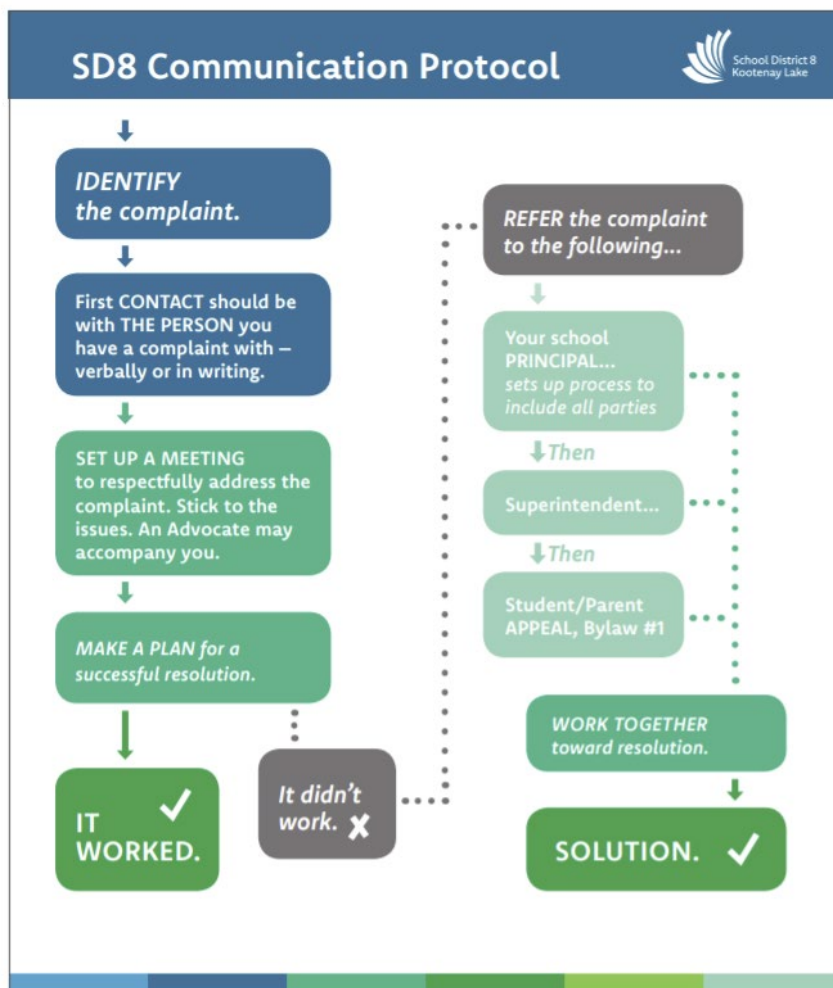 SD8 Communication Protocol
School District 8
Kootenay Lake
IDENTIFY
the complaint.
First CONTACT should be
with THE PERSON you
have a complaint with –
verbally or in writing.
SET UP A MEETING
to respectfully address the
complaint. Stick to the
issues. An Advocate may
accompany you.
MAKE A PLAN for a
successful resolution.
IT
WORKED.
It didn't
work.
REFER the complaint
to the following...
Your school
PRINCIPAL...
sets up process to
include all parties
Then
Superintendent...
Then
Student/Parent
APPEAL, Bylaw #1
WORK TOGETHER
toward resolution.
SOLUTION.